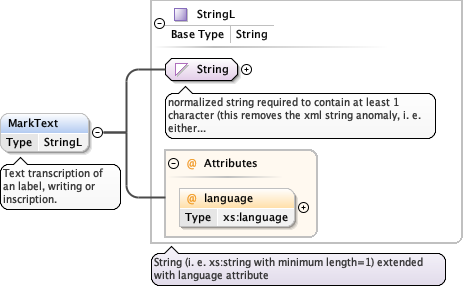 StringL
Base Type String
String
normalized string required to contain at least 1
character (this removes the xml string anomaly, i. e.
either...
MarkText
Type StringL
Text transcription of
an label, writing or
inscription.
@ Attributes
@ language
Type xs:language
String (i. e. xs:string with minimum length=1) extended
with language attribute